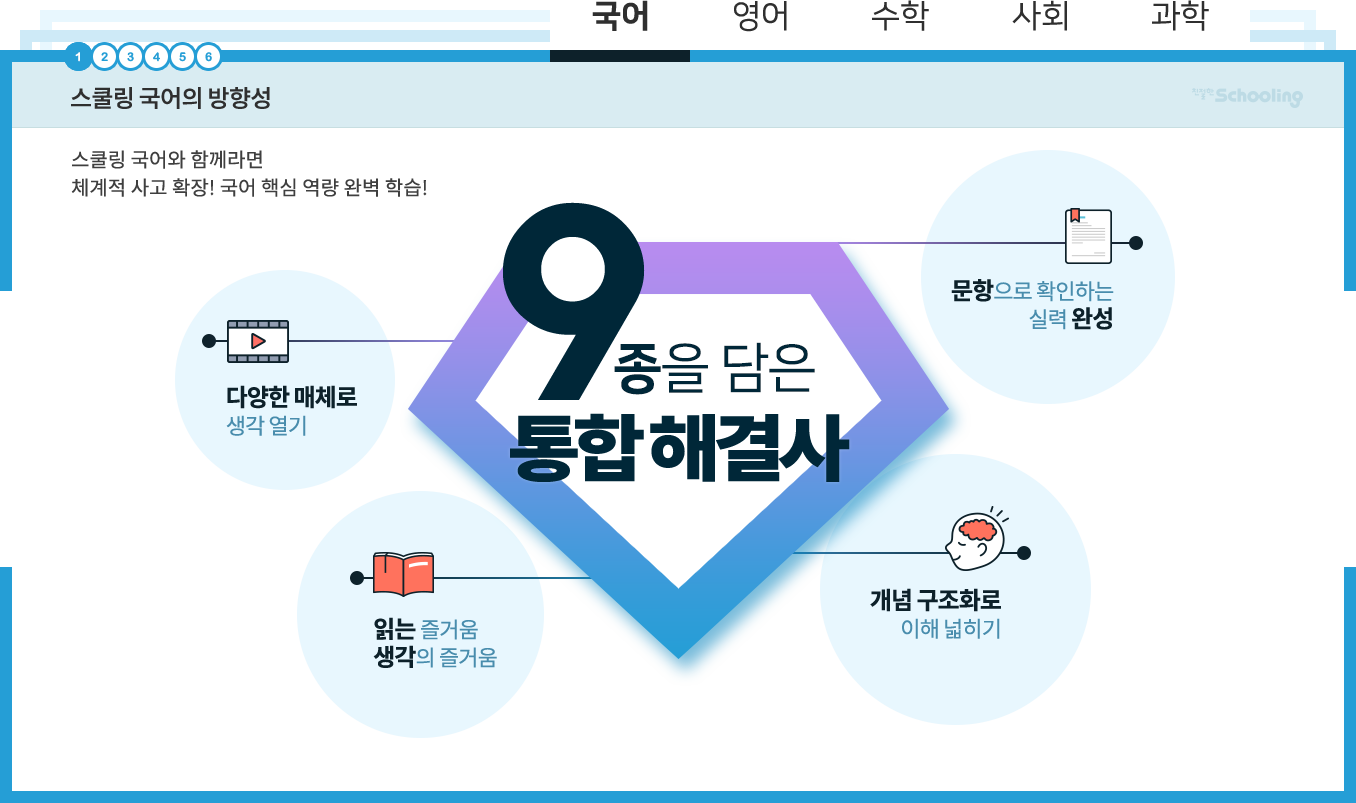 국어 영어 수학 사회 과학
1 2 3 4 5 6
스쿨링 국어의 방향성
Schooling
스쿨링 국어와 함께라면
체계적 사고 확장! 국어 핵심 역량 완벽 학습!
9종을 담은
통합 해결사
다양한 매체로
생각 열기
문항으로 확인하는
실력 완성
읽는 즐거움
생각의 즐거움
개념 구조화로
이해 넓히기